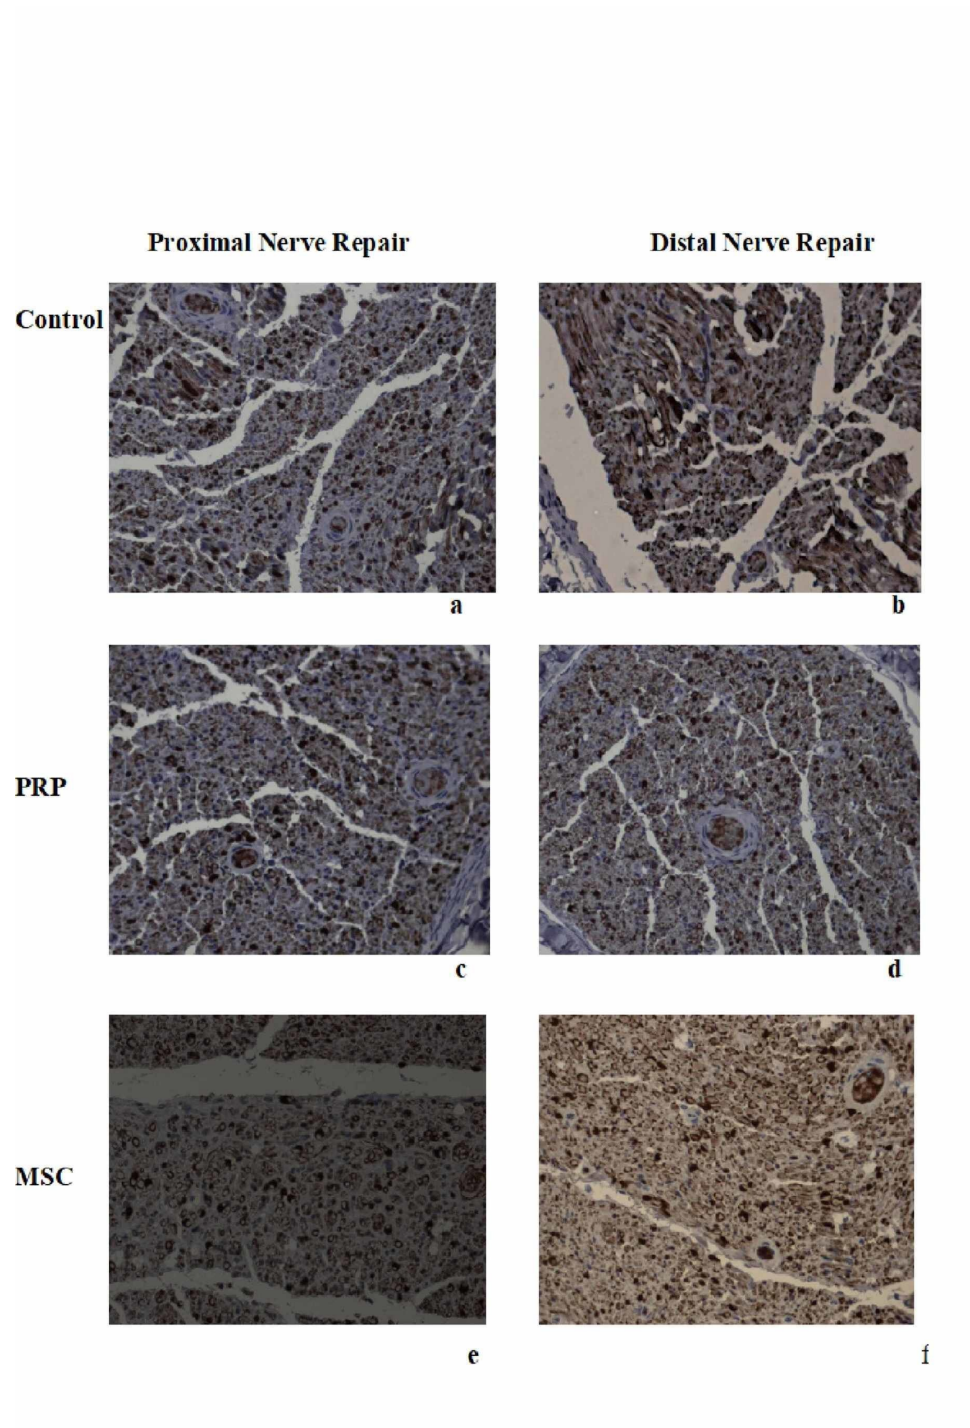 Proximal Nerve Repair
Distal Nerve Repair
Control
a
b
PRP
c
d
MSC
e
f